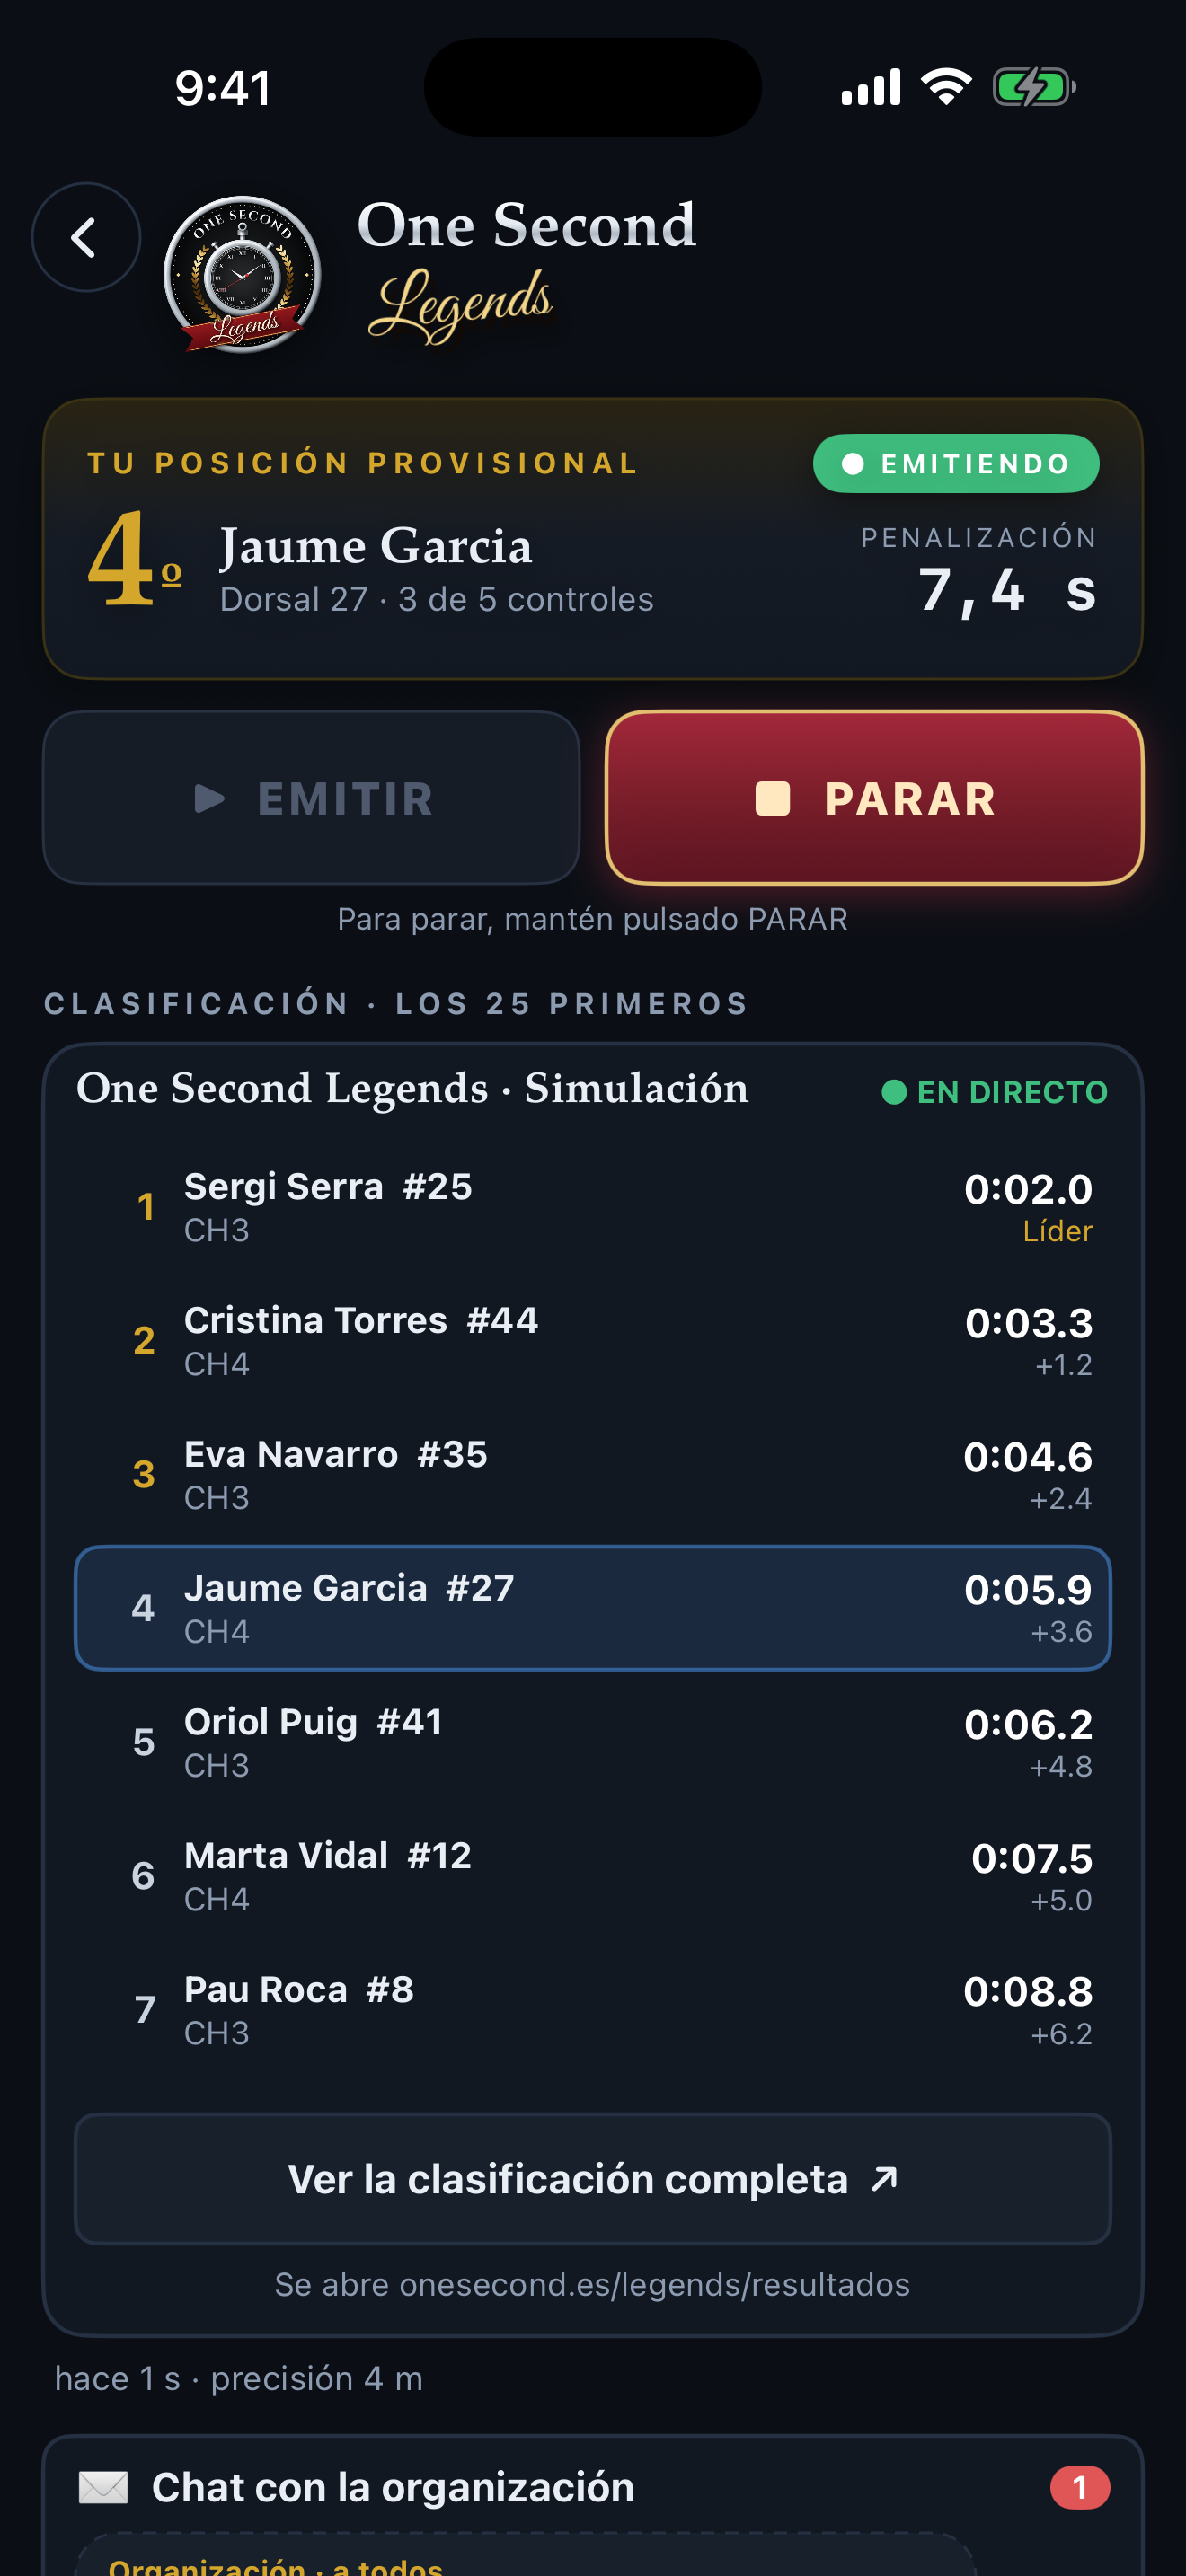 9:41
ONE SECOND
Legends
One Second
Legends
TU POSICIÓN PROVISIONAL
EMITIENDO
4º
Jaume Garcia
Dorsal 27 · 3 de 5 controles
PENALIZACIÓN
7,4 s
EMITIR
PARAR
Para parar, mantén pulsado PARAR
CLASIFICACIÓN · LOS 25 PRIMEROS
One Second Legends · Simulación
EN DIRECTO
1 Sergi Serra #25 0:02.0
CH3 Líder
2 Cristina Torres #44 0:03.3
CH4 +1.2
3 Eva Navarro #35 0:04.6
CH3 +2.4
4 Jaume Garcia #27 0:05.9
CH4 +3.6
5 Oriol Puig #41 0:06.2
CH3 +4.8
6 Marta Vidal #12 0:07.5
CH4 +5.0
7 Pau Roca #8 0:08.8
CH3 +6.2
Ver la clasificación completa ↗
Se abre onesecond.es/legends/resultados
hace 1 s · precisión 4 m
Chat con la organización
1
Organización · a todos